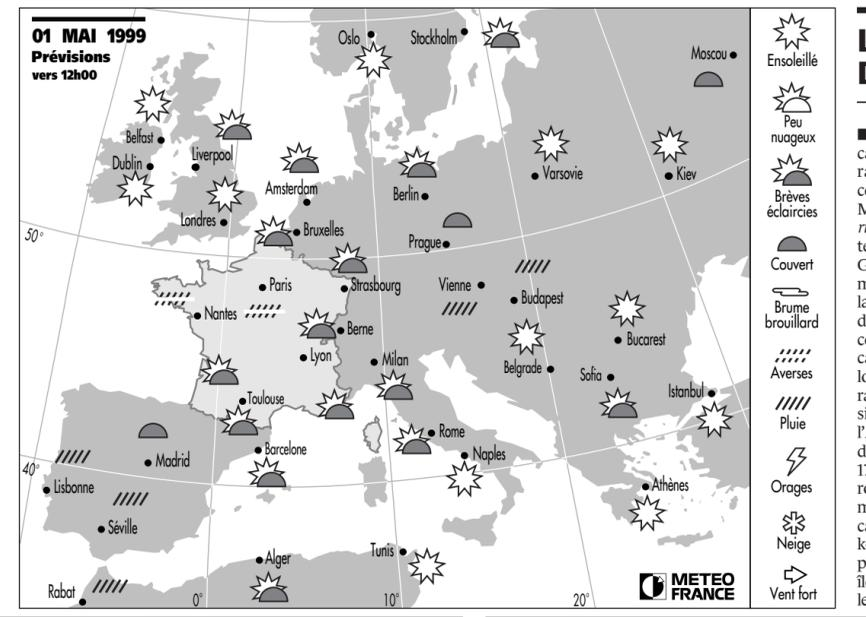 01 MAI 1999
Prévisions
vers 12h00
Oslo
Stockholm
Moscou
Belfast
Dublin
Liverpool
Londres
Amsterdam
Bruxelles
Berlin
Varsovie
Kiev
Prague
50°
Paris
Strasbourg
Vienne
Budapest
Nantes
Berne
Lyon
Milan
Belgrade
Bucarest
Sofia
Istanbul
Toulouse
Barcelone
Rome
Naples
Madrid
40°
Lisbonne
Séville
Athènes
Alger
Tunis
Rabat
0°
10°
20°
METEO
FRANCE
Ensoleillé
Peu
nuageux
Brèves
éclaircies
Couvert
Brume
brouillard
Averses
Pluie
Orages
Neige
Vent fort